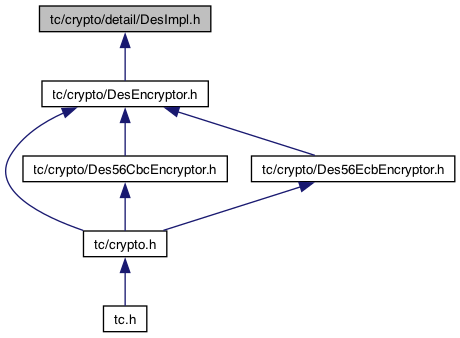 tc/crypto/detail/DesImpl.h
tc/crypto/DesEncryptor.h
tc/crypto/Des56CbcEncryptor.h
tc/crypto/Des56EcbEncryptor.h
tc/crypto.h
tc.h